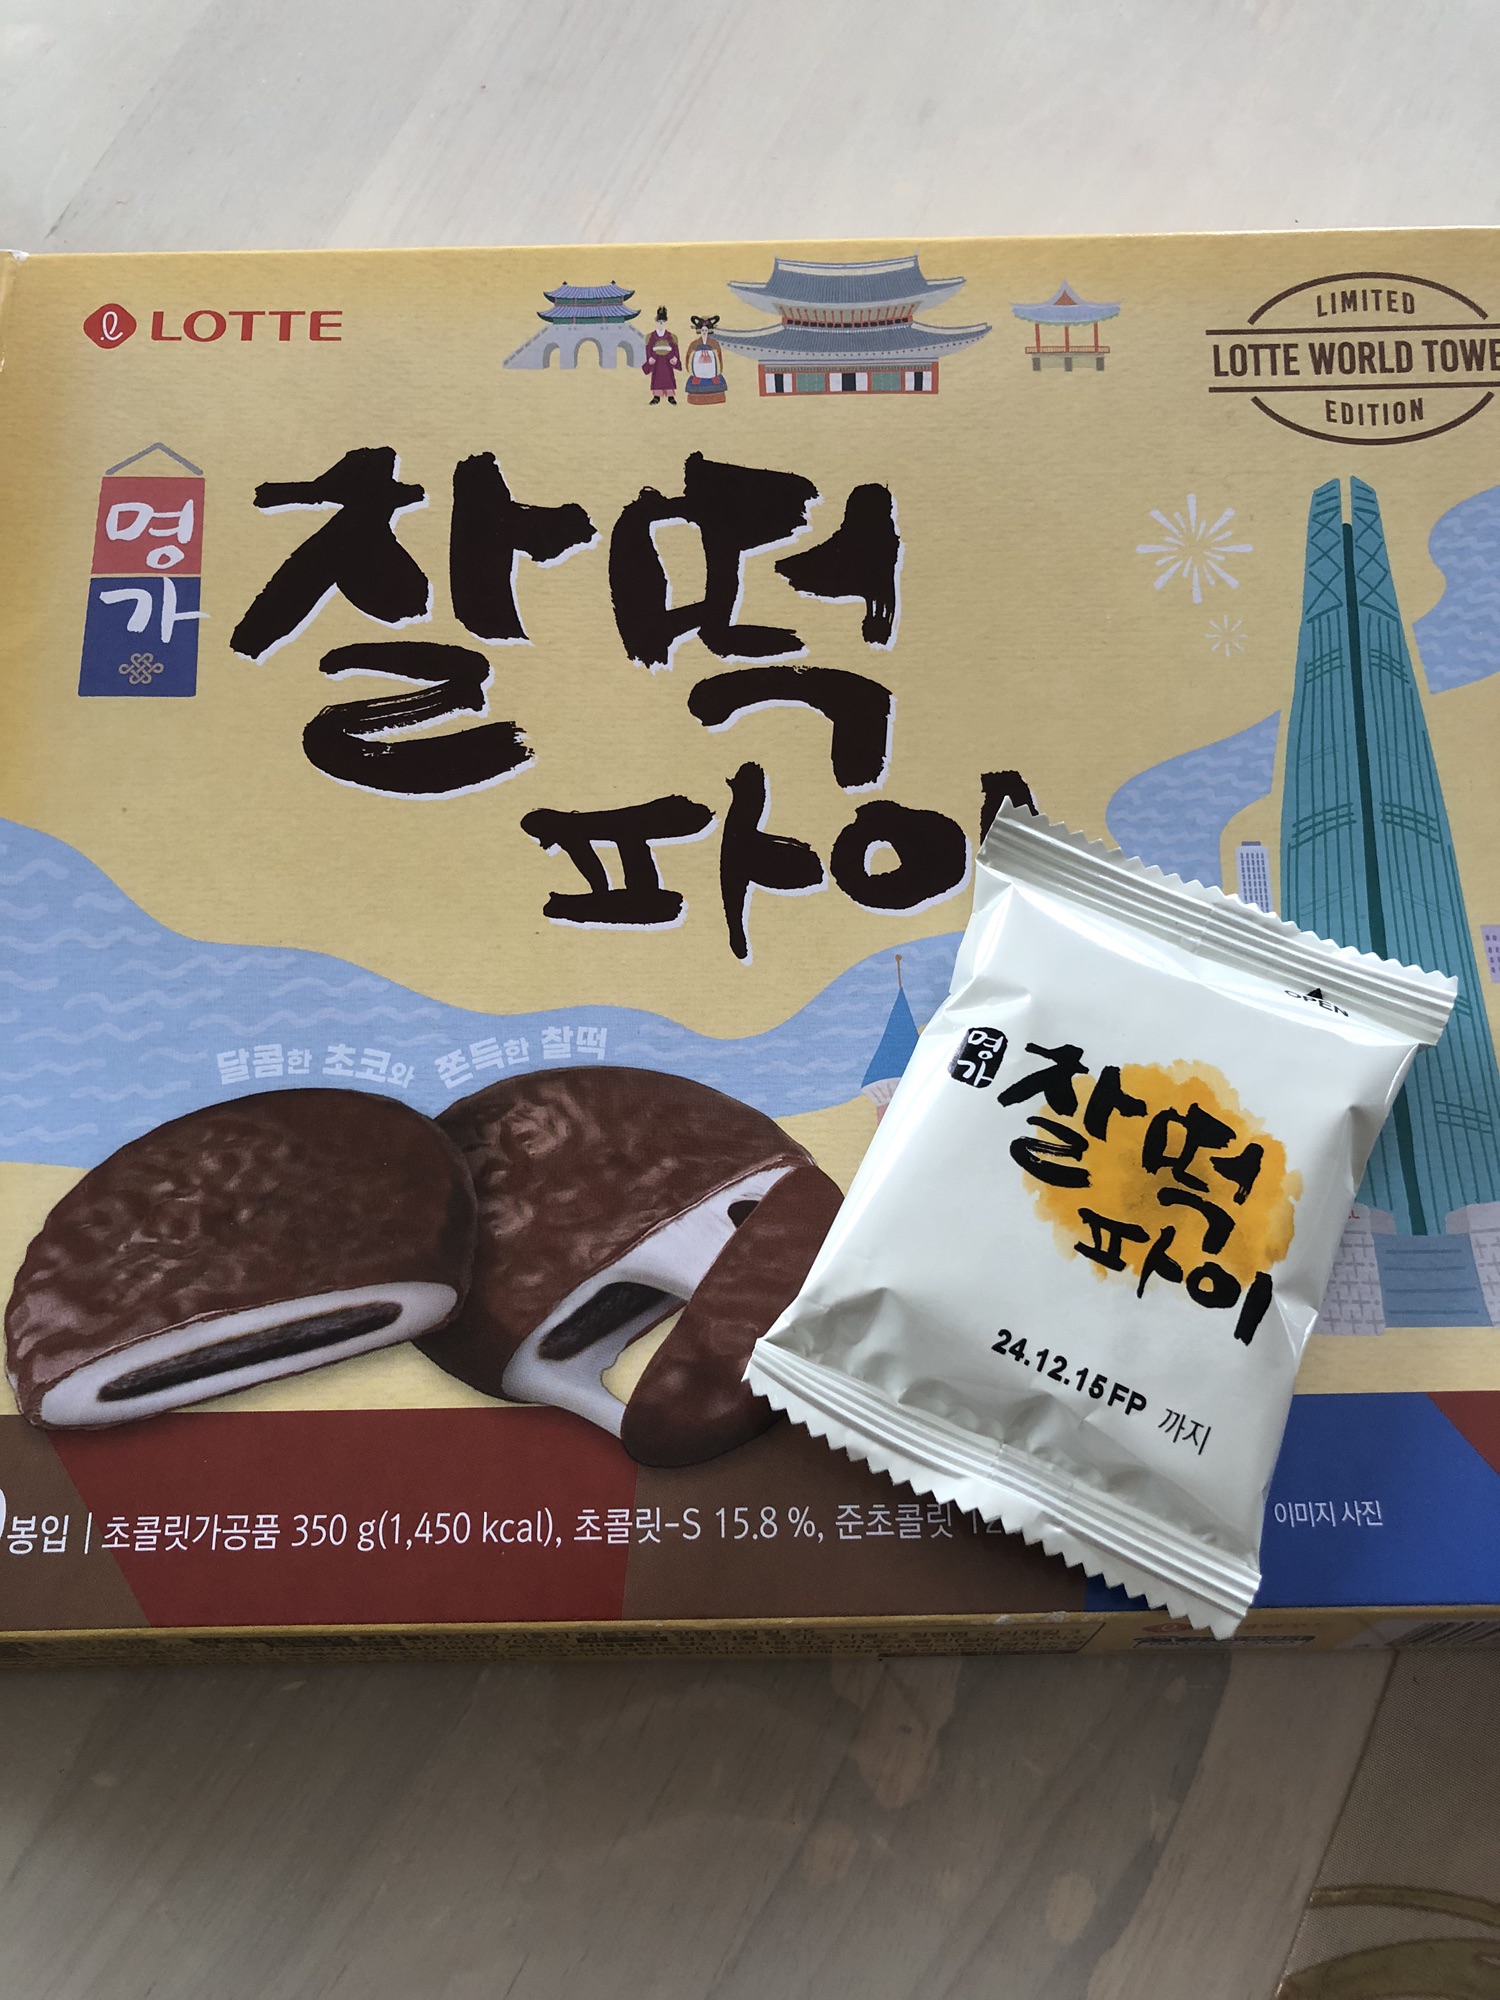 LOTTE
LIMITED
LOTTE WORLD
EDITION
명가
찰떡
파이
달콤한 초코와 쫀득한 찰떡
봉입 | 초콜릿가공품 350 g(1,450 kcal), 초콜릿-S 15.8 %, 준초콜릿
이미지 사진
OPEN
명가
찰떡
파이
24.12.15FP 까지